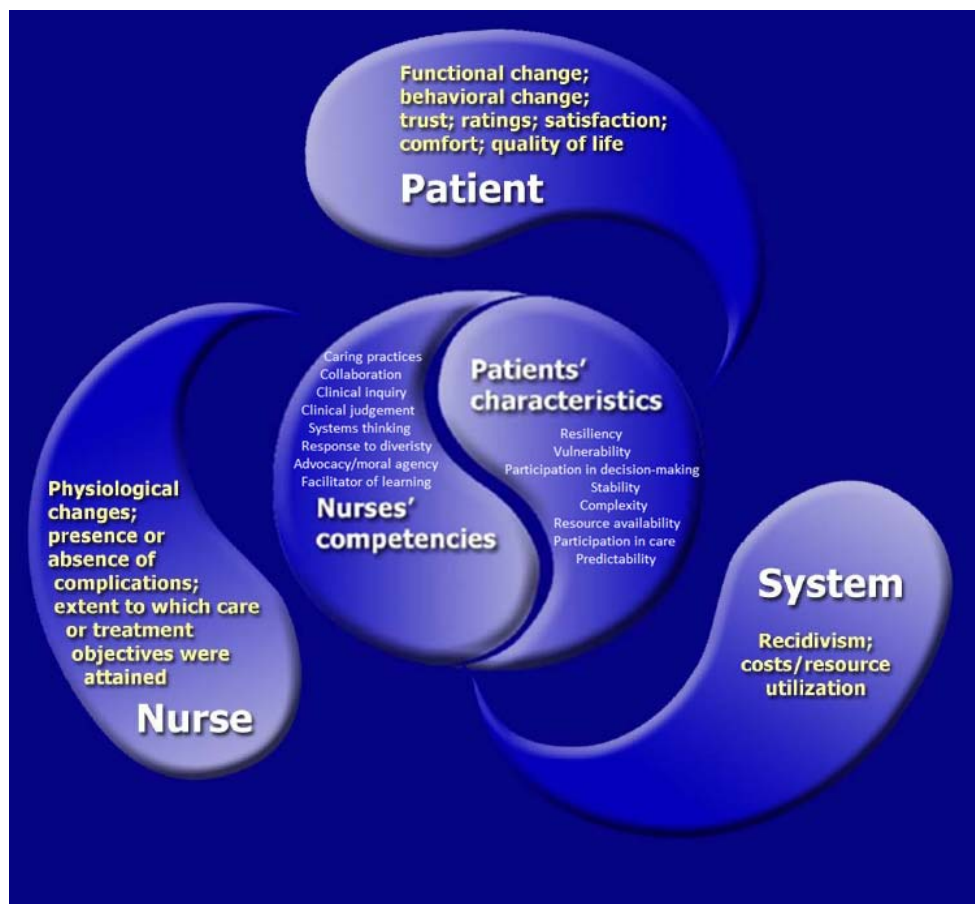 Functional change;
behavioral change;
trust; ratings; satisfaction;
comfort; quality of life
Patient
Caring practices
Collaboration
Clinical inquiry
Clinical judgement
Systems thinking
Response to diveristy
Advocacy/moral agency
Facilitator of learning
Nurses'
competencies
Patients'
characteristics
Resiliency
Vulnerability
Participation in decision-making
Stability
Complexity
Resource availability
Participation in care
Predictability
Physiological
changes;
presence or
absence of
complications;
extent to which care
or treatment
objectives were
attained
Nurse
System
Recidivism;
costs/resource
utilization